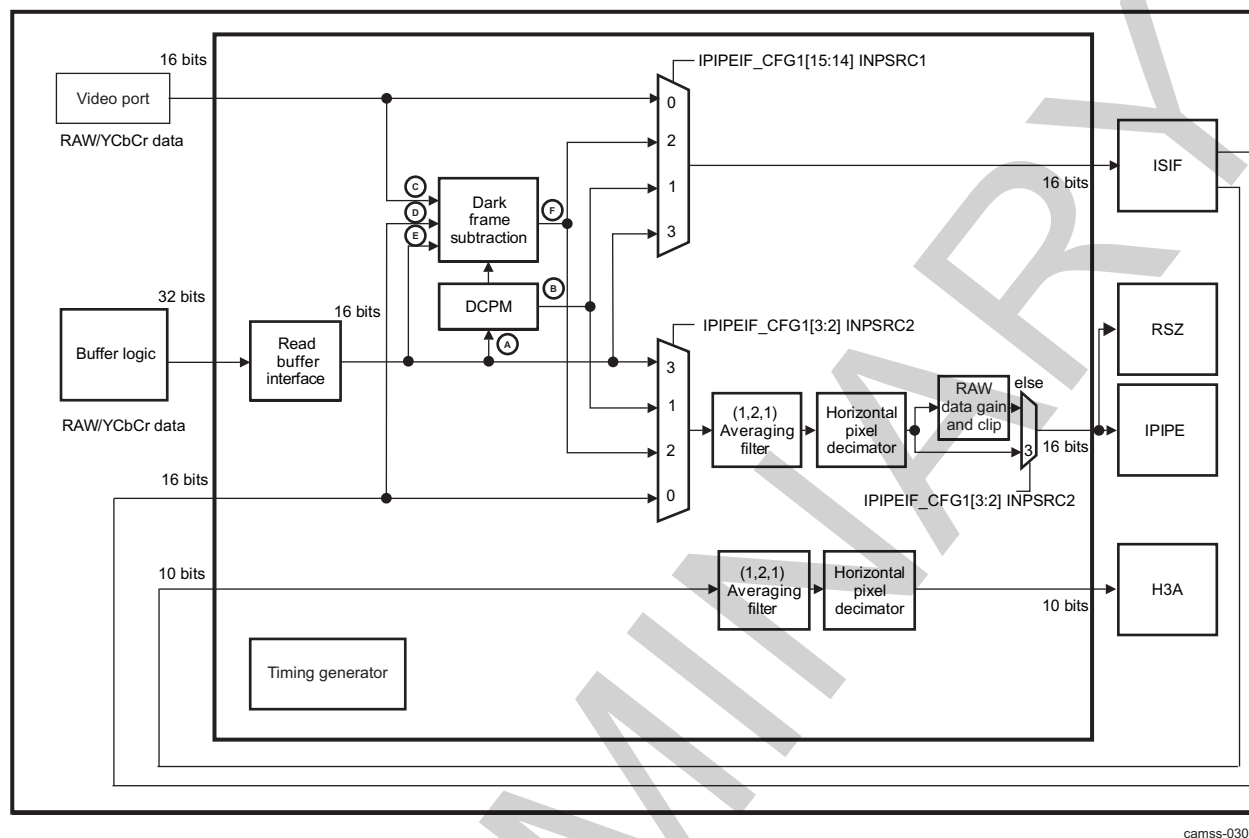 16 bits
IPIPEIF_CFG1[15:14] INPSRC1
Video port
RAW/YCbCr data
0
2
1
3
16 bits
ISIF
C
D
E
Dark
frame
subtraction
F
DCPM
B
A
32 bits
16 bits
Buffer logic
RAW/YCbCr data
Read
buffer
interface
IPIPEIF_CFG1[3:2] INPSRC2
3
1
2
0
(1,2,1)
Averaging
filter
Horizontal
pixel
decimator
RAW
data gain
and clip
else
3
16 bits
IPIPEIF_CFG1[3:2] INPSRC2
RSZ
IPIPE
16 bits
10 bits
(1,2,1)
Averaging
filter
Horizontal
pixel
decimator
10 bits
H3A
Timing generator
MINARY
camss-030